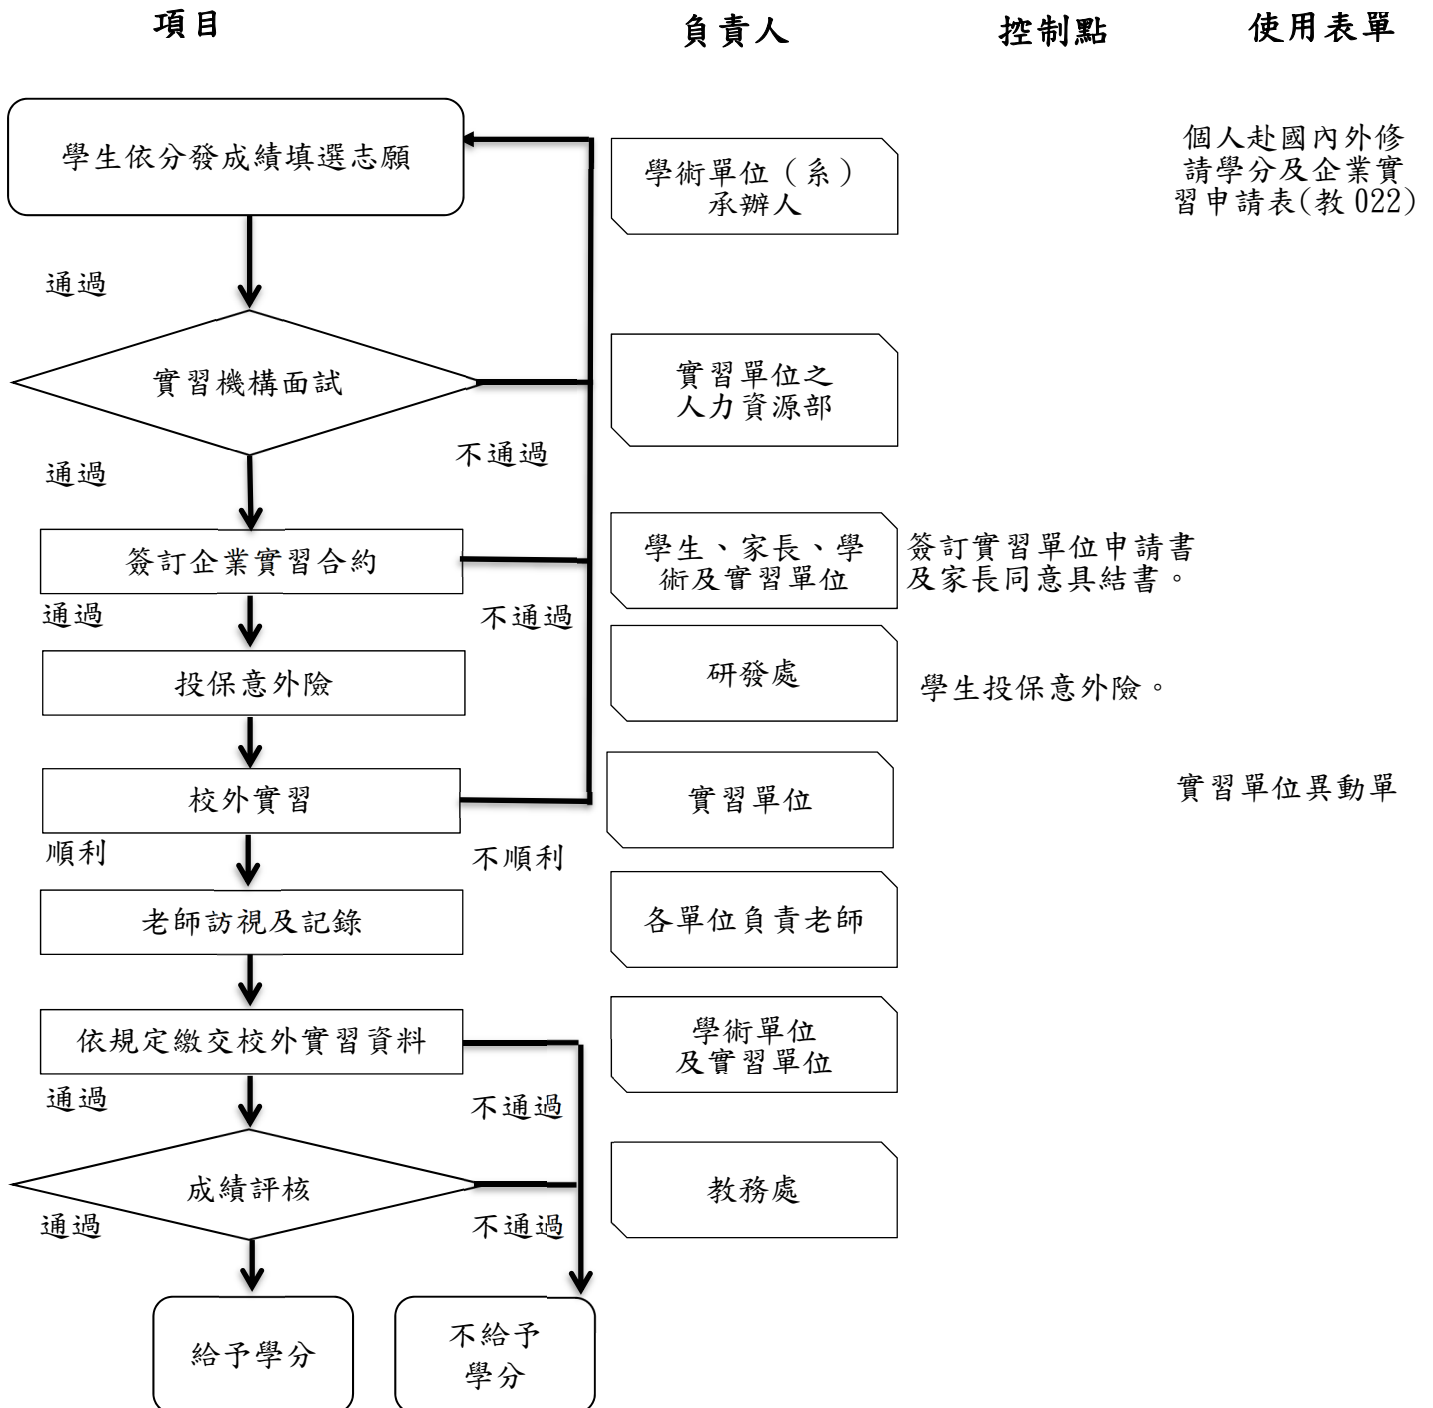 項目
負責人
控制點
使用表單
學生依分發成績填選志願
學術單位（系）
承辦人
個人赴國內外修
請學分及企業實
習申請表(教 022)
通過
實習機構面試
實習單位之
人力資源部
不通過
通過
簽訂企業實習合約
學生、家長、學
術及實習單位
簽訂實習單位申請書
及家長同意具結書。
通過
不通過
投保意外險
研發處
學生投保意外險。
校外實習
實習單位
實習單位異動單
順利
不順利
老師訪視及記錄
各單位負責老師
依規定繳交校外實習資料
學術單位
及實習單位
通過
不通過
成績評核
教務處
通過
不通過
給予學分
不給予
學分